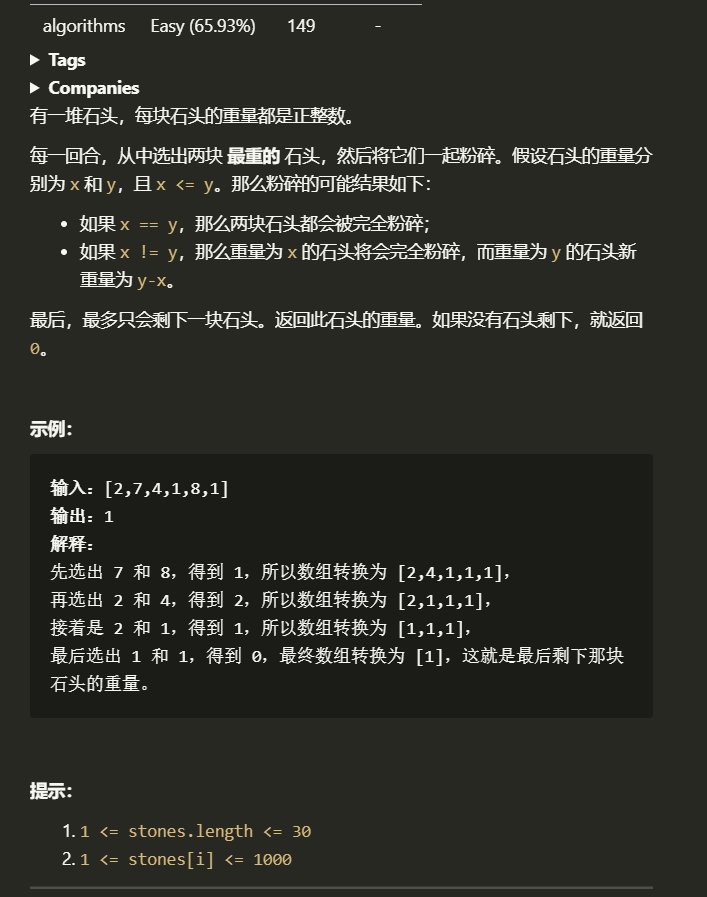 algorithms Easy (65.93%) 149 -
▶ Tags
▶ Companies
有一堆石头，每块石头的重量都是正整数。
每一回合，从中选出两块 最重的 石头，然后将它们一起粉碎。假设石头的重量分
别为 x 和 y，且 x <= y。那么粉碎的可能结果如下：
• 如果 x == y，那么两块石头都会被完全粉碎；
• 如果 x != y，那么重量为 x 的石头将会完全粉碎，而重量为 y 的石头新
重量为 y-x。
最后，最多只会剩下一块石头。返回此石头的重量。如果没有石头剩下，就返回
0。
示例：
输入：[2,7,4,1,8,1]
输出：1
解释：
先选出 7 和 8，得到 1，所以数组转换为 [2,4,1,1,1]，
再选出 2 和 4，得到 2，所以数组转换为 [2,1,1,1]，
接着是 2 和 1，得到 1，所以数组转换为 [1,1,1]，
最后选出 1 和 1，得到 0，最终数组转换为 [1]，这就是最后剩下那块
石头的重量。
提示：
1. 1 <= stones.length <= 30
2. 1 <= stones[i] <= 1000